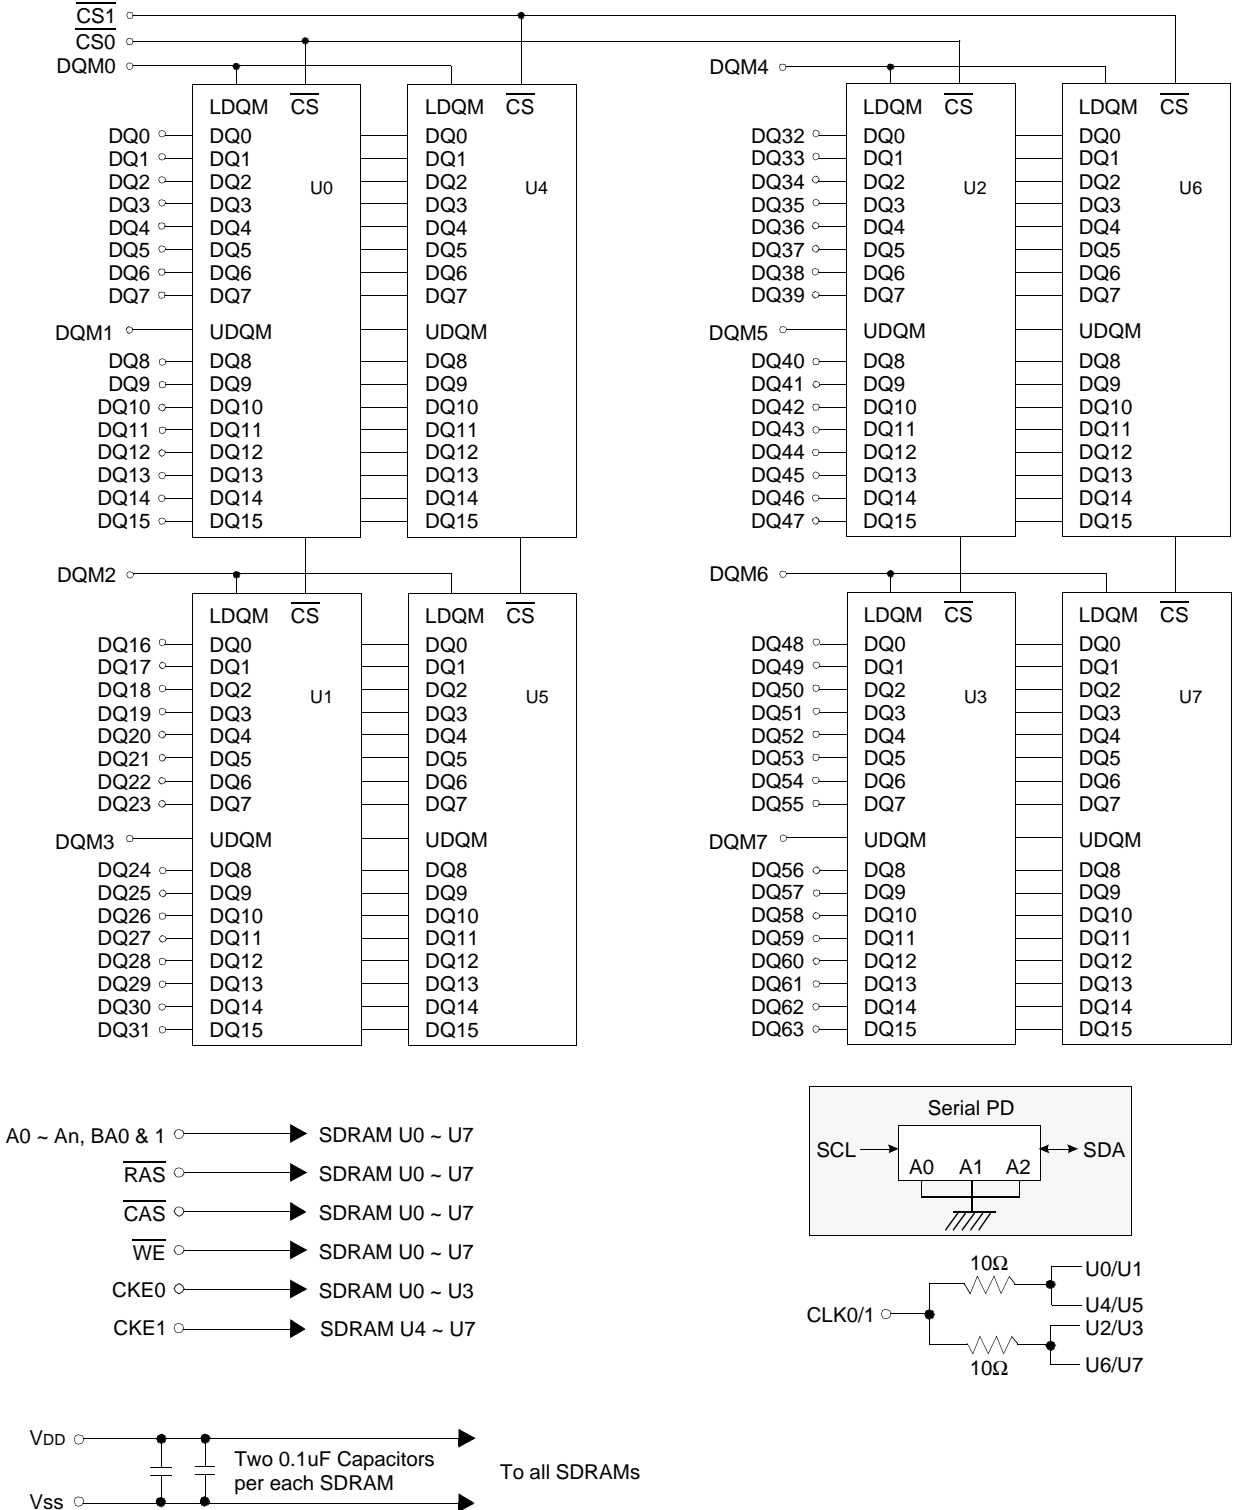 CS1
CS0
DQM0
LDQM CS LDQM CS
DQ0 DQ0 DQ0
DQ1 DQ1 DQ1
DQ2 DQ2 U0 DQ2 U4
DQ3 DQ3 DQ3
DQ4 DQ4 DQ4
DQ5 DQ5 DQ5
DQ6 DQ6 DQ6
DQ7 DQ7 DQ7
DQM1 UDQM UDQM
DQ8 DQ8 DQ8
DQ9 DQ9 DQ9
DQ10 DQ10 DQ10
DQ11 DQ11 DQ11
DQ12 DQ12 DQ12
DQ13 DQ13 DQ13
DQ14 DQ14 DQ14
DQ15 DQ15 DQ15
DQM4
LDQM CS LDQM CS
DQ32 DQ0 DQ0
DQ33 DQ1 DQ1
DQ34 DQ2 U2 DQ2 U6
DQ35 DQ3 DQ3
DQ36 DQ4 DQ4
DQ37 DQ5 DQ5
DQ38 DQ6 DQ6
DQ39 DQ7 DQ7
DQM5 UDQM UDQM
DQ40 DQ8 DQ8
DQ41 DQ9 DQ9
DQ42 DQ10 DQ10
DQ43 DQ11 DQ11
DQ44 DQ12 DQ12
DQ45 DQ13 DQ13
DQ46 DQ14 DQ14
DQ47 DQ15 DQ15
DQM2
LDQM CS LDQM CS
DQ16 DQ0 DQ0
DQ17 DQ1 DQ1
DQ18 DQ2 U1 DQ2 U5
DQ19 DQ3 DQ3
DQ20 DQ4 DQ4
DQ21 DQ5 DQ5
DQ22 DQ6 DQ6
DQ23 DQ7 DQ7
DQM3 UDQM UDQM
DQ24 DQ8 DQ8
DQ25 DQ9 DQ9
DQ26 DQ10 DQ10
DQ27 DQ11 DQ11
DQ28 DQ12 DQ12
DQ29 DQ13 DQ13
DQ30 DQ14 DQ14
DQ31 DQ15 DQ15
DQM6
LDQM CS LDQM CS
DQ48 DQ0 DQ0
DQ49 DQ1 DQ1
DQ50 DQ2 U3 DQ2 U7
DQ51 DQ3 DQ3
DQ52 DQ4 DQ4
DQ53 DQ5 DQ5
DQ54 DQ6 DQ6
DQ55 DQ7 DQ7
DQM7 UDQM UDQM
DQ56 DQ8 DQ8
DQ57 DQ9 DQ9
DQ58 DQ10 DQ10
DQ59 DQ11 DQ11
DQ60 DQ12 DQ12
DQ61 DQ13 DQ13
DQ62 DQ14 DQ14
DQ63 DQ15 DQ15
A0 ~ An, BA0 & 1 SDRAM U0 ~ U7
RAS SDRAM U0 ~ U7
CAS SDRAM U0 ~ U7
WE SDRAM U0 ~ U7
CKE0 SDRAM U0 ~ U3
CKE1 SDRAM U4 ~ U7
Serial PD
SCL SDA
A0 A1 A2
10Ω
U0/U1
CLK0/1 U4/U5
U2/U3
10Ω U6/U7
VDD
Two 0.1uF Capacitors
per each SDRAM
To all SDRAMs
Vss